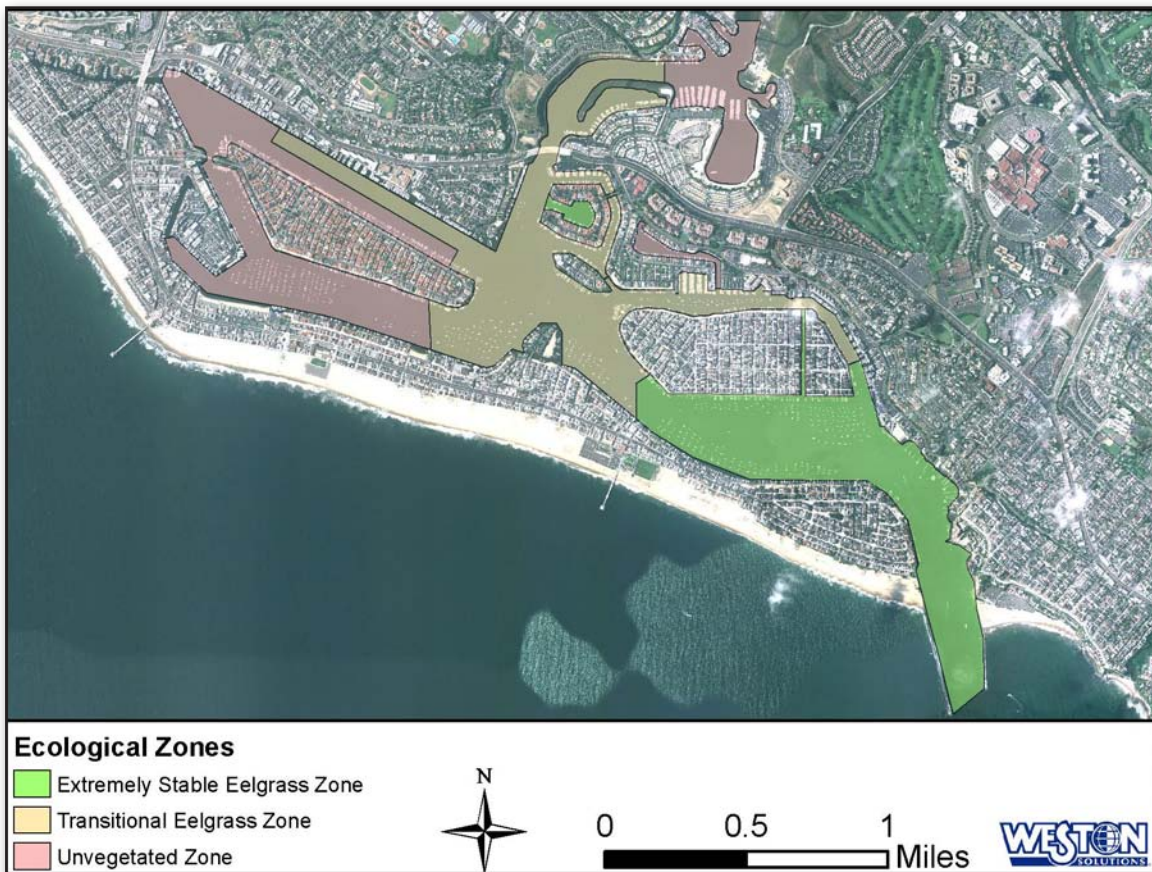 Ecological Zones
Extremely Stable Eelgrass Zone
Transitional Eelgrass Zone
Unvegetated Zone
N
0 0.5 1
Miles
WESTON
SOLUTIONS